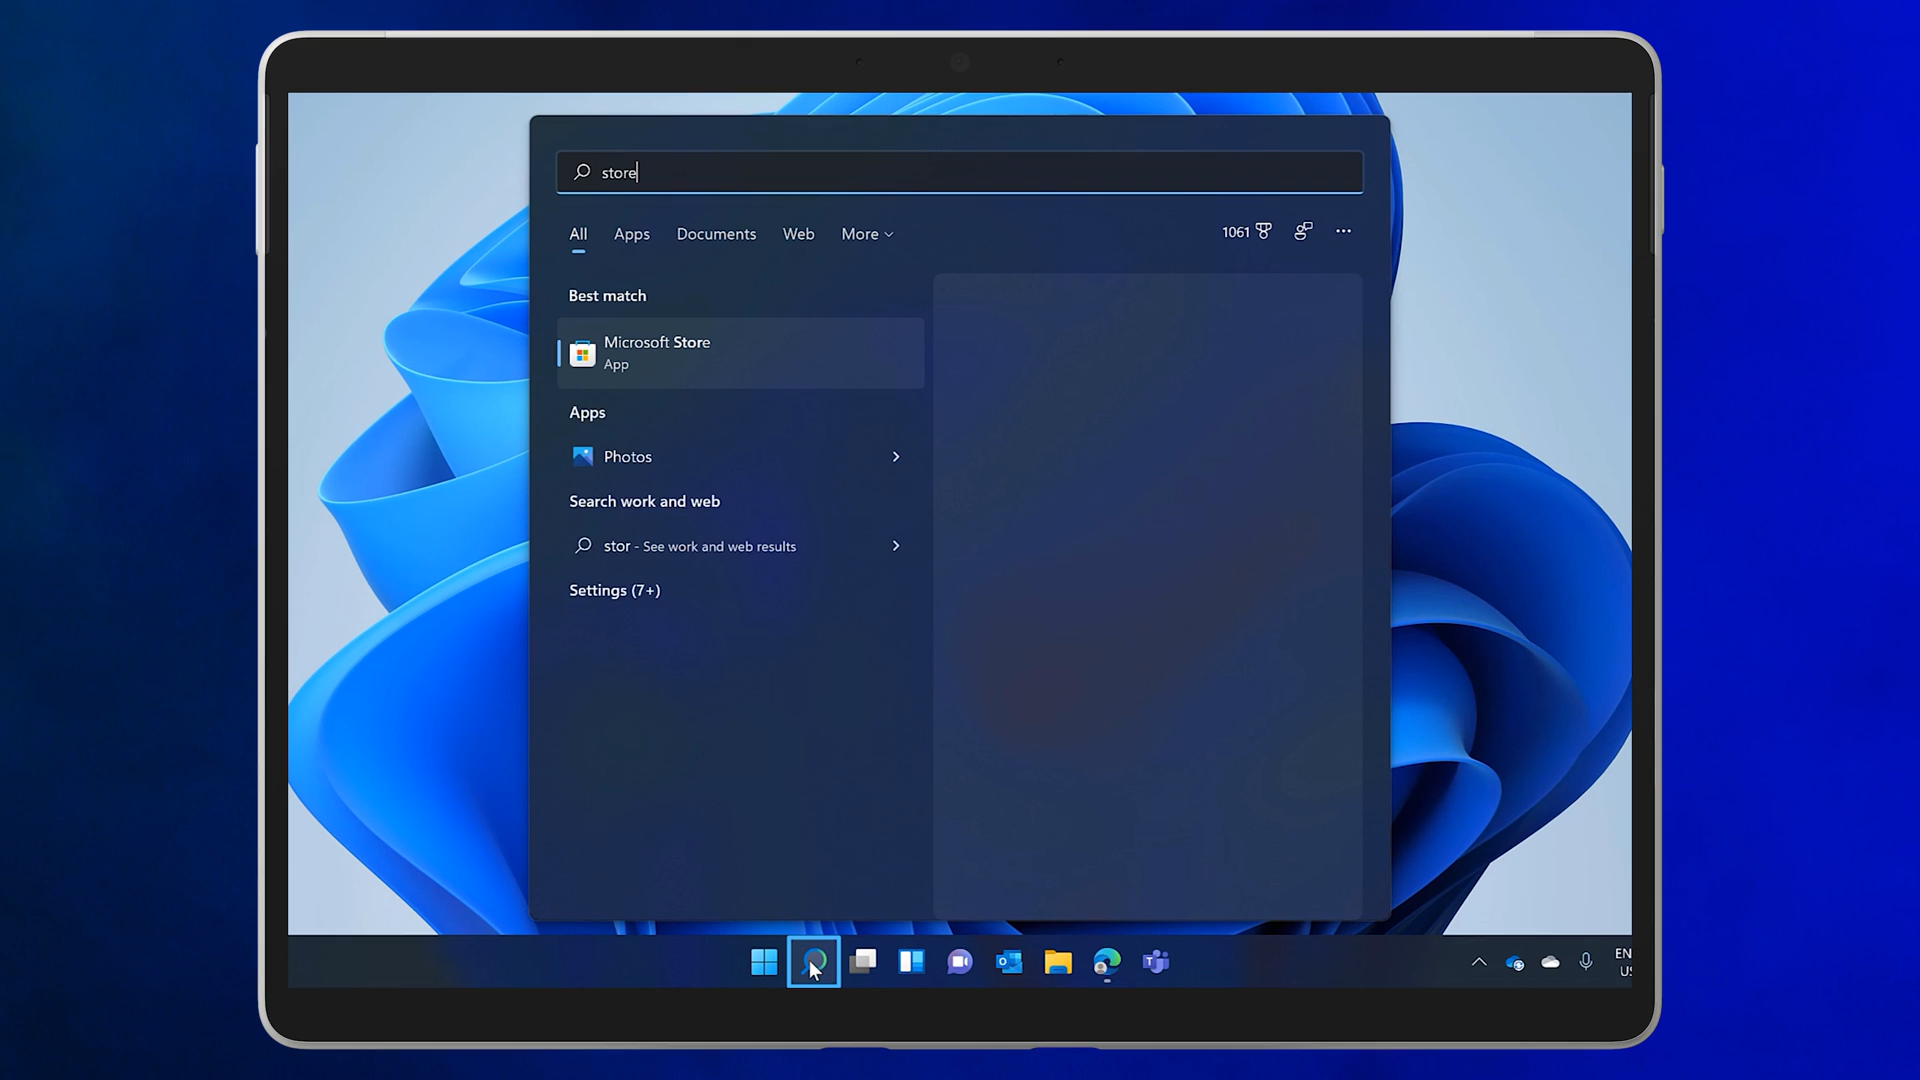 store
All Apps Documents Web More 1061
Best match
Microsoft Store
App
Apps
Photos
Search work and web
stor - See work and web results
Settings (7+)
EN
US